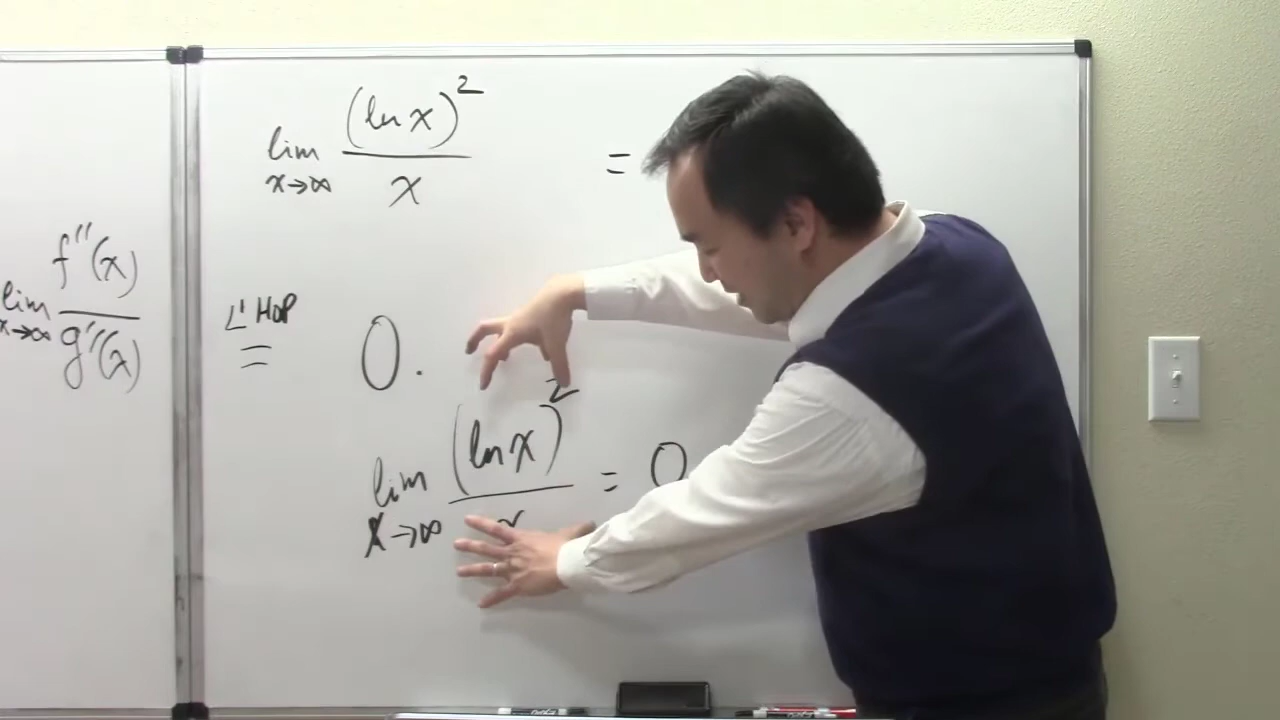 lim x→∞ f''(x) / g''(x)
lim x→∞ (ln x)² / x =
L'HOP = 0.
lim x→∞ (ln x)² / x = 0